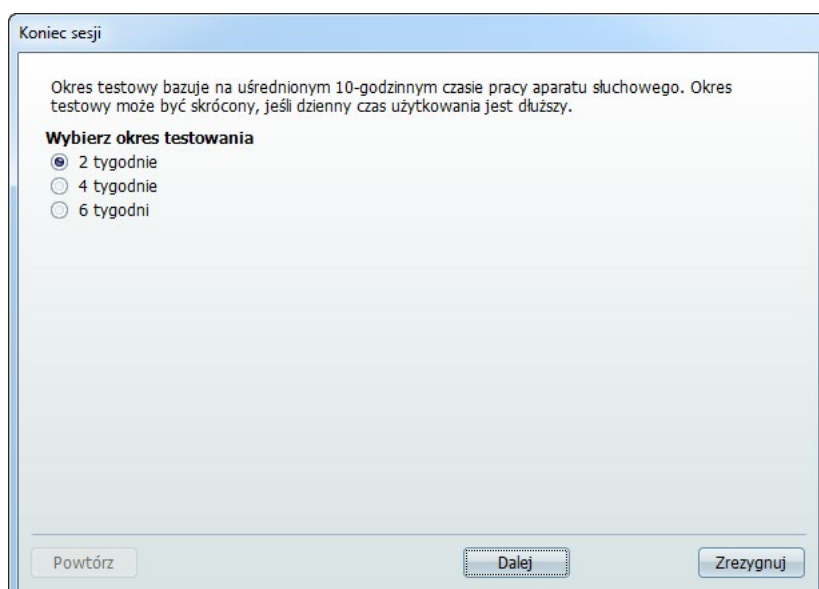 Koniec sesji
Okres testowy bazuje na uśrednionym 10-godzinnym czasie pracy aparatu słuchowego. Okres
testowy może być skrócony, jeśli dzienny czas użytkowania jest dłuższy.
Wybierz okres testowania
2 tygodnie
4 tygodnie
6 tygodni
Powtórz
Dalej
Zrezygnuj